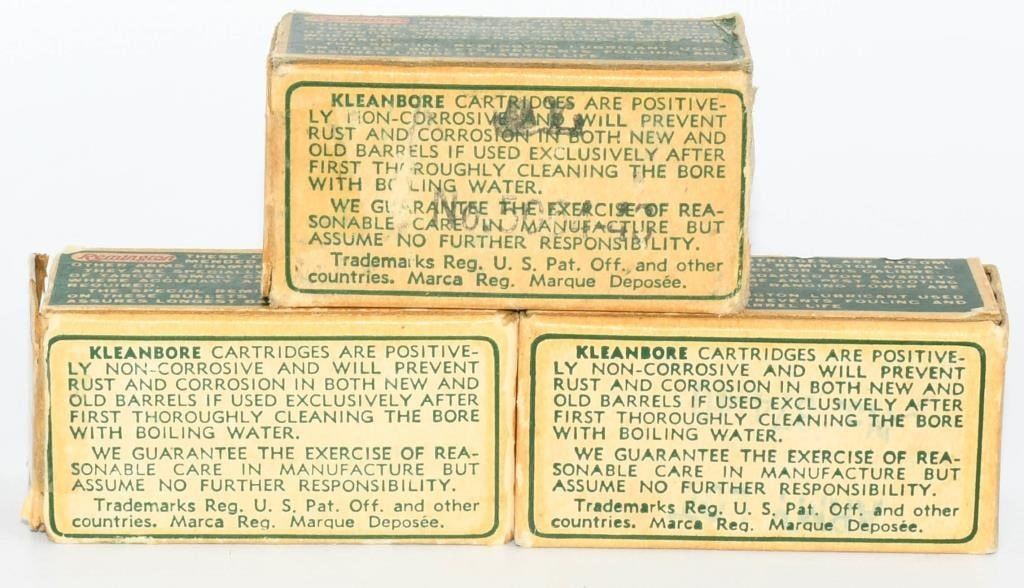 Remington
KLEANBORE CARTRIDGES ARE POSITIVE-
LY NON-CORROSIVE AND WILL PREVENT
RUST AND CORROSION IN BOTH NEW AND
OLD BARRELS IF USED EXCLUSIVELY AFTER
FIRST THOROUGHLY CLEANING THE BORE
WITH BOILING WATER.
No.
WE GUARANTEE THE EXERCISE OF REA-
SONABLE CARE IN MANUFACTURE BUT
ASSUME NO FURTHER RESPONSIBILITY.
Trademarks Reg. U. S. Pat. Off. and other
countries. Marca Reg. Marque Deposée.
Remington THESE
KLEANBORE CARTRIDGES ARE POSITIVE-
LY NON-CORROSIVE AND WILL PREVENT
RUST AND CORROSION IN BOTH NEW AND
OLD BARRELS IF USED EXCLUSIVELY AFTER
FIRST THOROUGHLY CLEANING THE BORE
WITH BOILING WATER.
WE GUARANTEE THE EXERCISE OF REA-
SONABLE CARE IN MANUFACTURE BUT
ASSUME NO FURTHER RESPONSIBILITY.
Trademarks Reg. U. S. Pat. Off. and other
countries. Marca Reg. Marque Deposée.
KLEANBORE CARTRIDGES ARE POSITIVE-
LY NON-CORROSIVE AND WILL PREVENT
RUST AND CORROSION IN BOTH NEW AND
OLD BARRELS IF USED EXCLUSIVELY AFTER
FIRST THOROUGHLY CLEANING THE BORE
WITH BOILING WATER.
WE GUARANTEE THE EXERCISE OF REA-
SONABLE CARE IN MANUFACTURE BUT
ASSUME NO FURTHER RESPONSIBILITY.
Trademarks Reg. U. S. Pat. Off. and other
countries. Marca Reg. Marque Deposée.